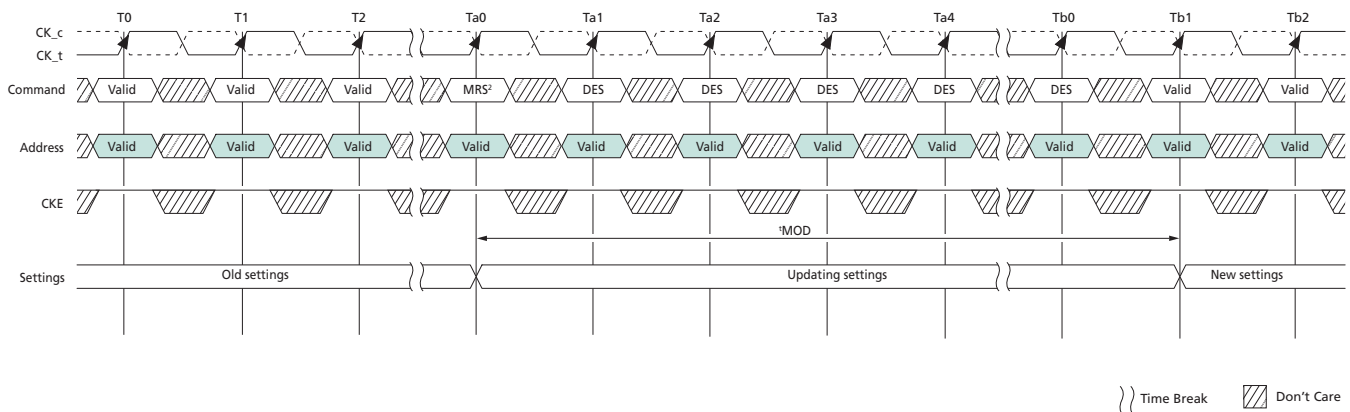 T0 T1 T2 Ta0 Ta1 Ta2 Ta3 Ta4 Tb0 Tb1 Tb2
CK_c
CK_t
Command Valid Valid Valid MRS² DES DES DES DES DES Valid Valid
Address Valid Valid Valid Valid Valid Valid Valid Valid Valid Valid Valid
CKE
ᵗMOD
Settings Old settings Updating settings New settings
Time Break Don't Care